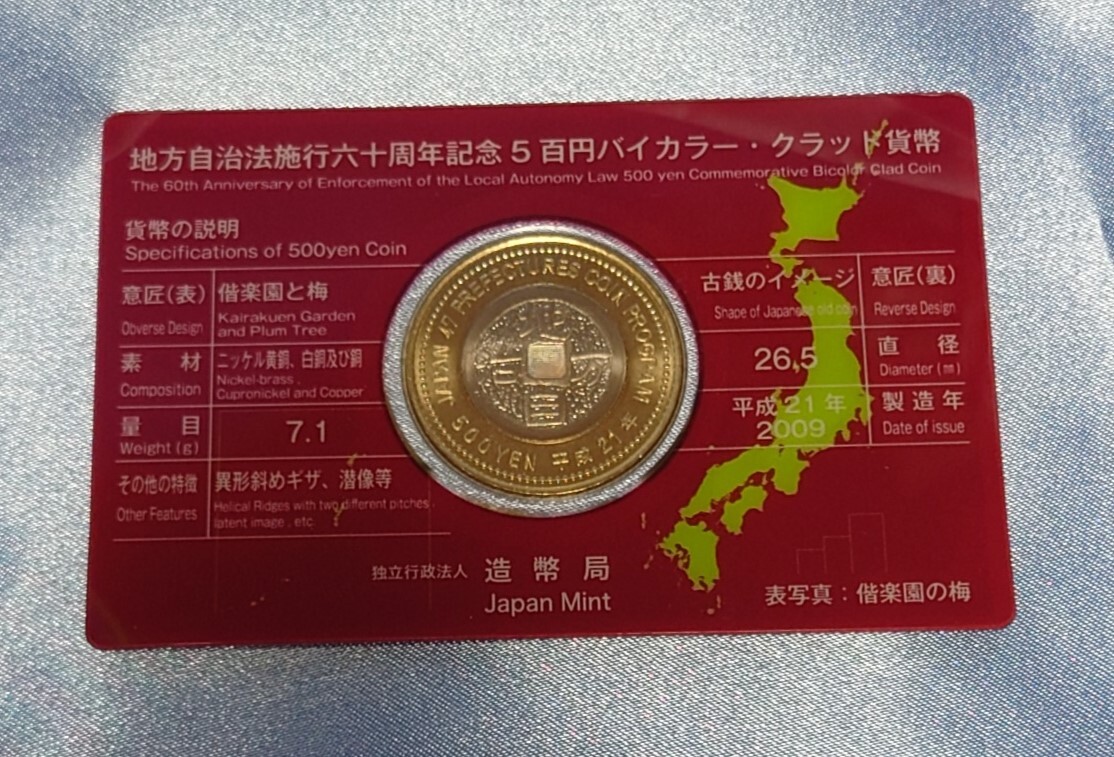 地方自治法施行六十周年記念 5 百円バイカラー・クラッド貨幣
The 60th Anniversary of Enforcement of the Local Autonomy Law 500 yen Commemorative Bicolor Clad Coin
貨幣の説明
Specifications of 500yen Coin
意匠(表) 偕楽園と梅
Obverse Design Kairakuen Garden
and Plum Tree
素材 ニッケル黄銅、白銅及び銅
Composition Nickel-brass,
Cupronickel and Copper
量目 7.1
Weight (g)
その他の特徴 異形斜めギザ、潜像等
Other Features Helical Ridges with two different pitches,
latent image, etc.
JAPAN 47 PREFECTURES COIN PROGRAM
500YEN 平成21年
古銭のイメージ 意匠(裏)
Shape of Japanese old coin Reverse Design
26.5 直径
Diameter (㎜)
平成 21 年 製造年
2009 Date of issue
独立行政法人 造幣局
Japan Mint
表写真：偕楽園の梅